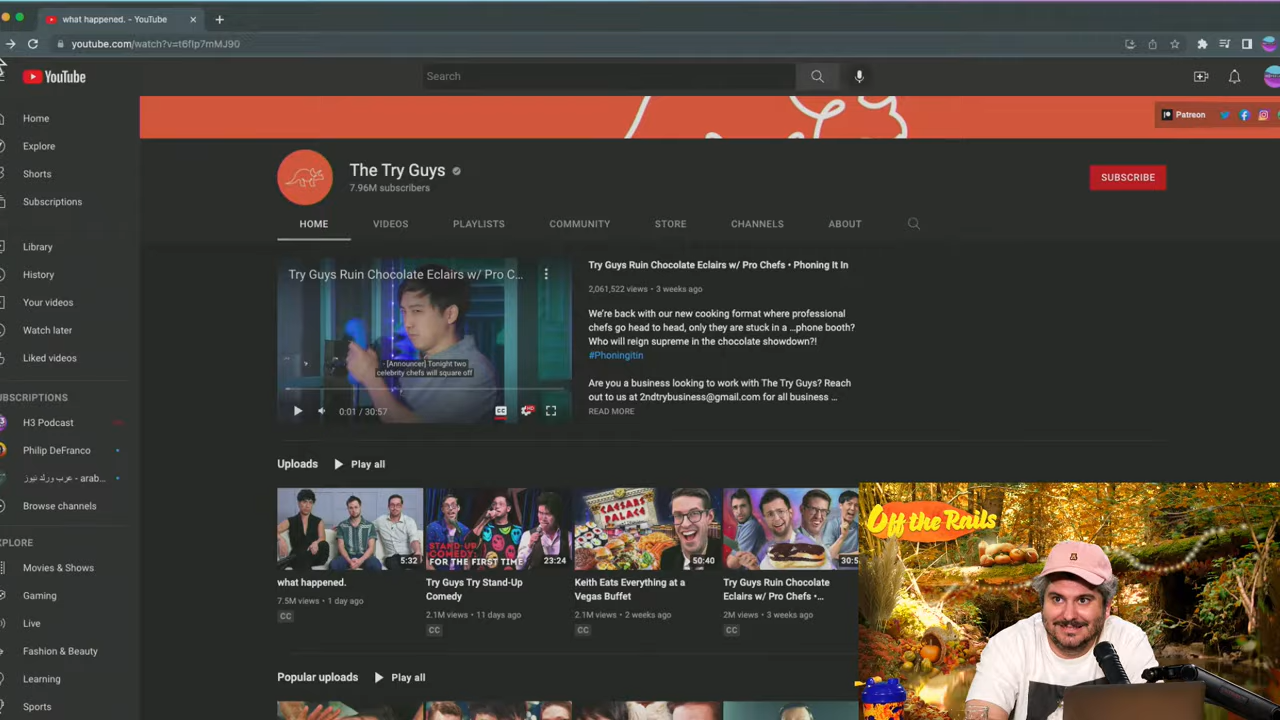 what happened. - YouTube
youtube.com/watch?v=t6fIp7mMJ90
YouTube
Search
Home
Explore
Shorts
Subscriptions
Library
History
Your videos
Watch later
Liked videos
UBSCRIPTIONS
H3 Podcast
Philip DeFranco
عرب ورلد نيوز - arab...
Browse channels
XPLORE
Movies & Shows
Gaming
Live
Fashion & Beauty
Learning
Sports
Patreon
The Try Guys
7.96M subscribers
SUBSCRIBE
HOME VIDEOS PLAYLISTS COMMUNITY STORE CHANNELS ABOUT
Try Guys Ruin Chocolate Eclairs w/ Pro C...
- [Announcer] Tonight two
celebrity chefs will square off
0:01 / 30:57
CC
HD
Try Guys Ruin Chocolate Eclairs w/ Pro Chefs • Phoning It In
2,061,522 views • 3 weeks ago
We're back with our new cooking format where professional
chefs go head to head, only they are stuck in a ...phone booth?
Who will reign supreme in the chocolate showdown?!
#Phoningitin
Are you a business looking to work with The Try Guys? Reach
out to us at 2ndtrybusiness@gmail.com for all business ...
READ MORE
Uploads
Play all
5:32
what happened.
7.5M views • 1 day ago
CC
STAND-UP
COMEDY:
FOR THE FIRST TIME
23:24
Try Guys Try Stand-Up
Comedy
2.1M views • 11 days ago
CC
CAESARS
PALACE
50:40
Keith Eats Everything at a
Vegas Buffet
2.1M views • 2 weeks ago
CC
30:5
Try Guys Ruin Chocolate
Eclairs w/ Pro Chefs •...
2M views • 3 weeks ago
CC
Popular uploads
Play all
Off the Rails
A